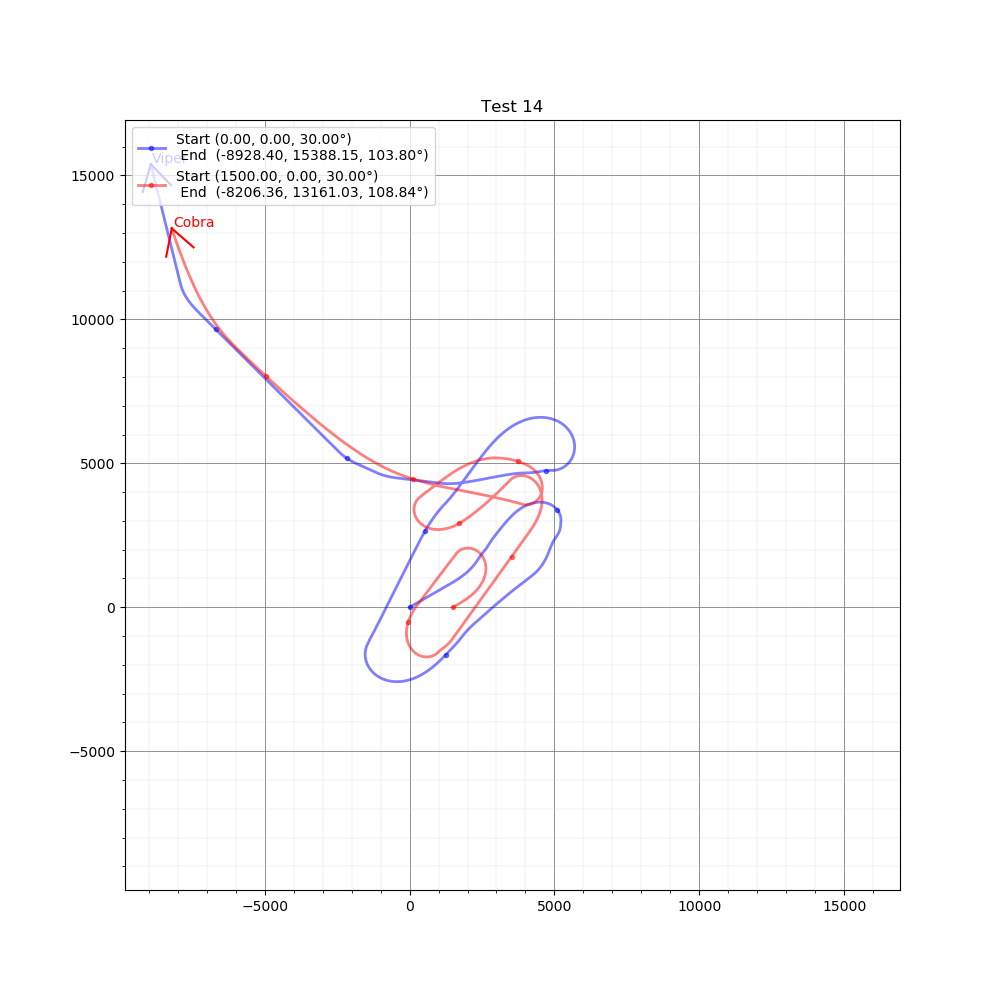 Test 14
Start (0.00, 0.00, 30.00°)
End (-8928.40, 15388.15, 103.80°)
Start (1500.00, 0.00, 30.00°)
End (-8206.36, 13161.03, 108.84°)
Viper
Cobra
15000
10000
5000
0
−5000
−5000
0
5000
10000
15000